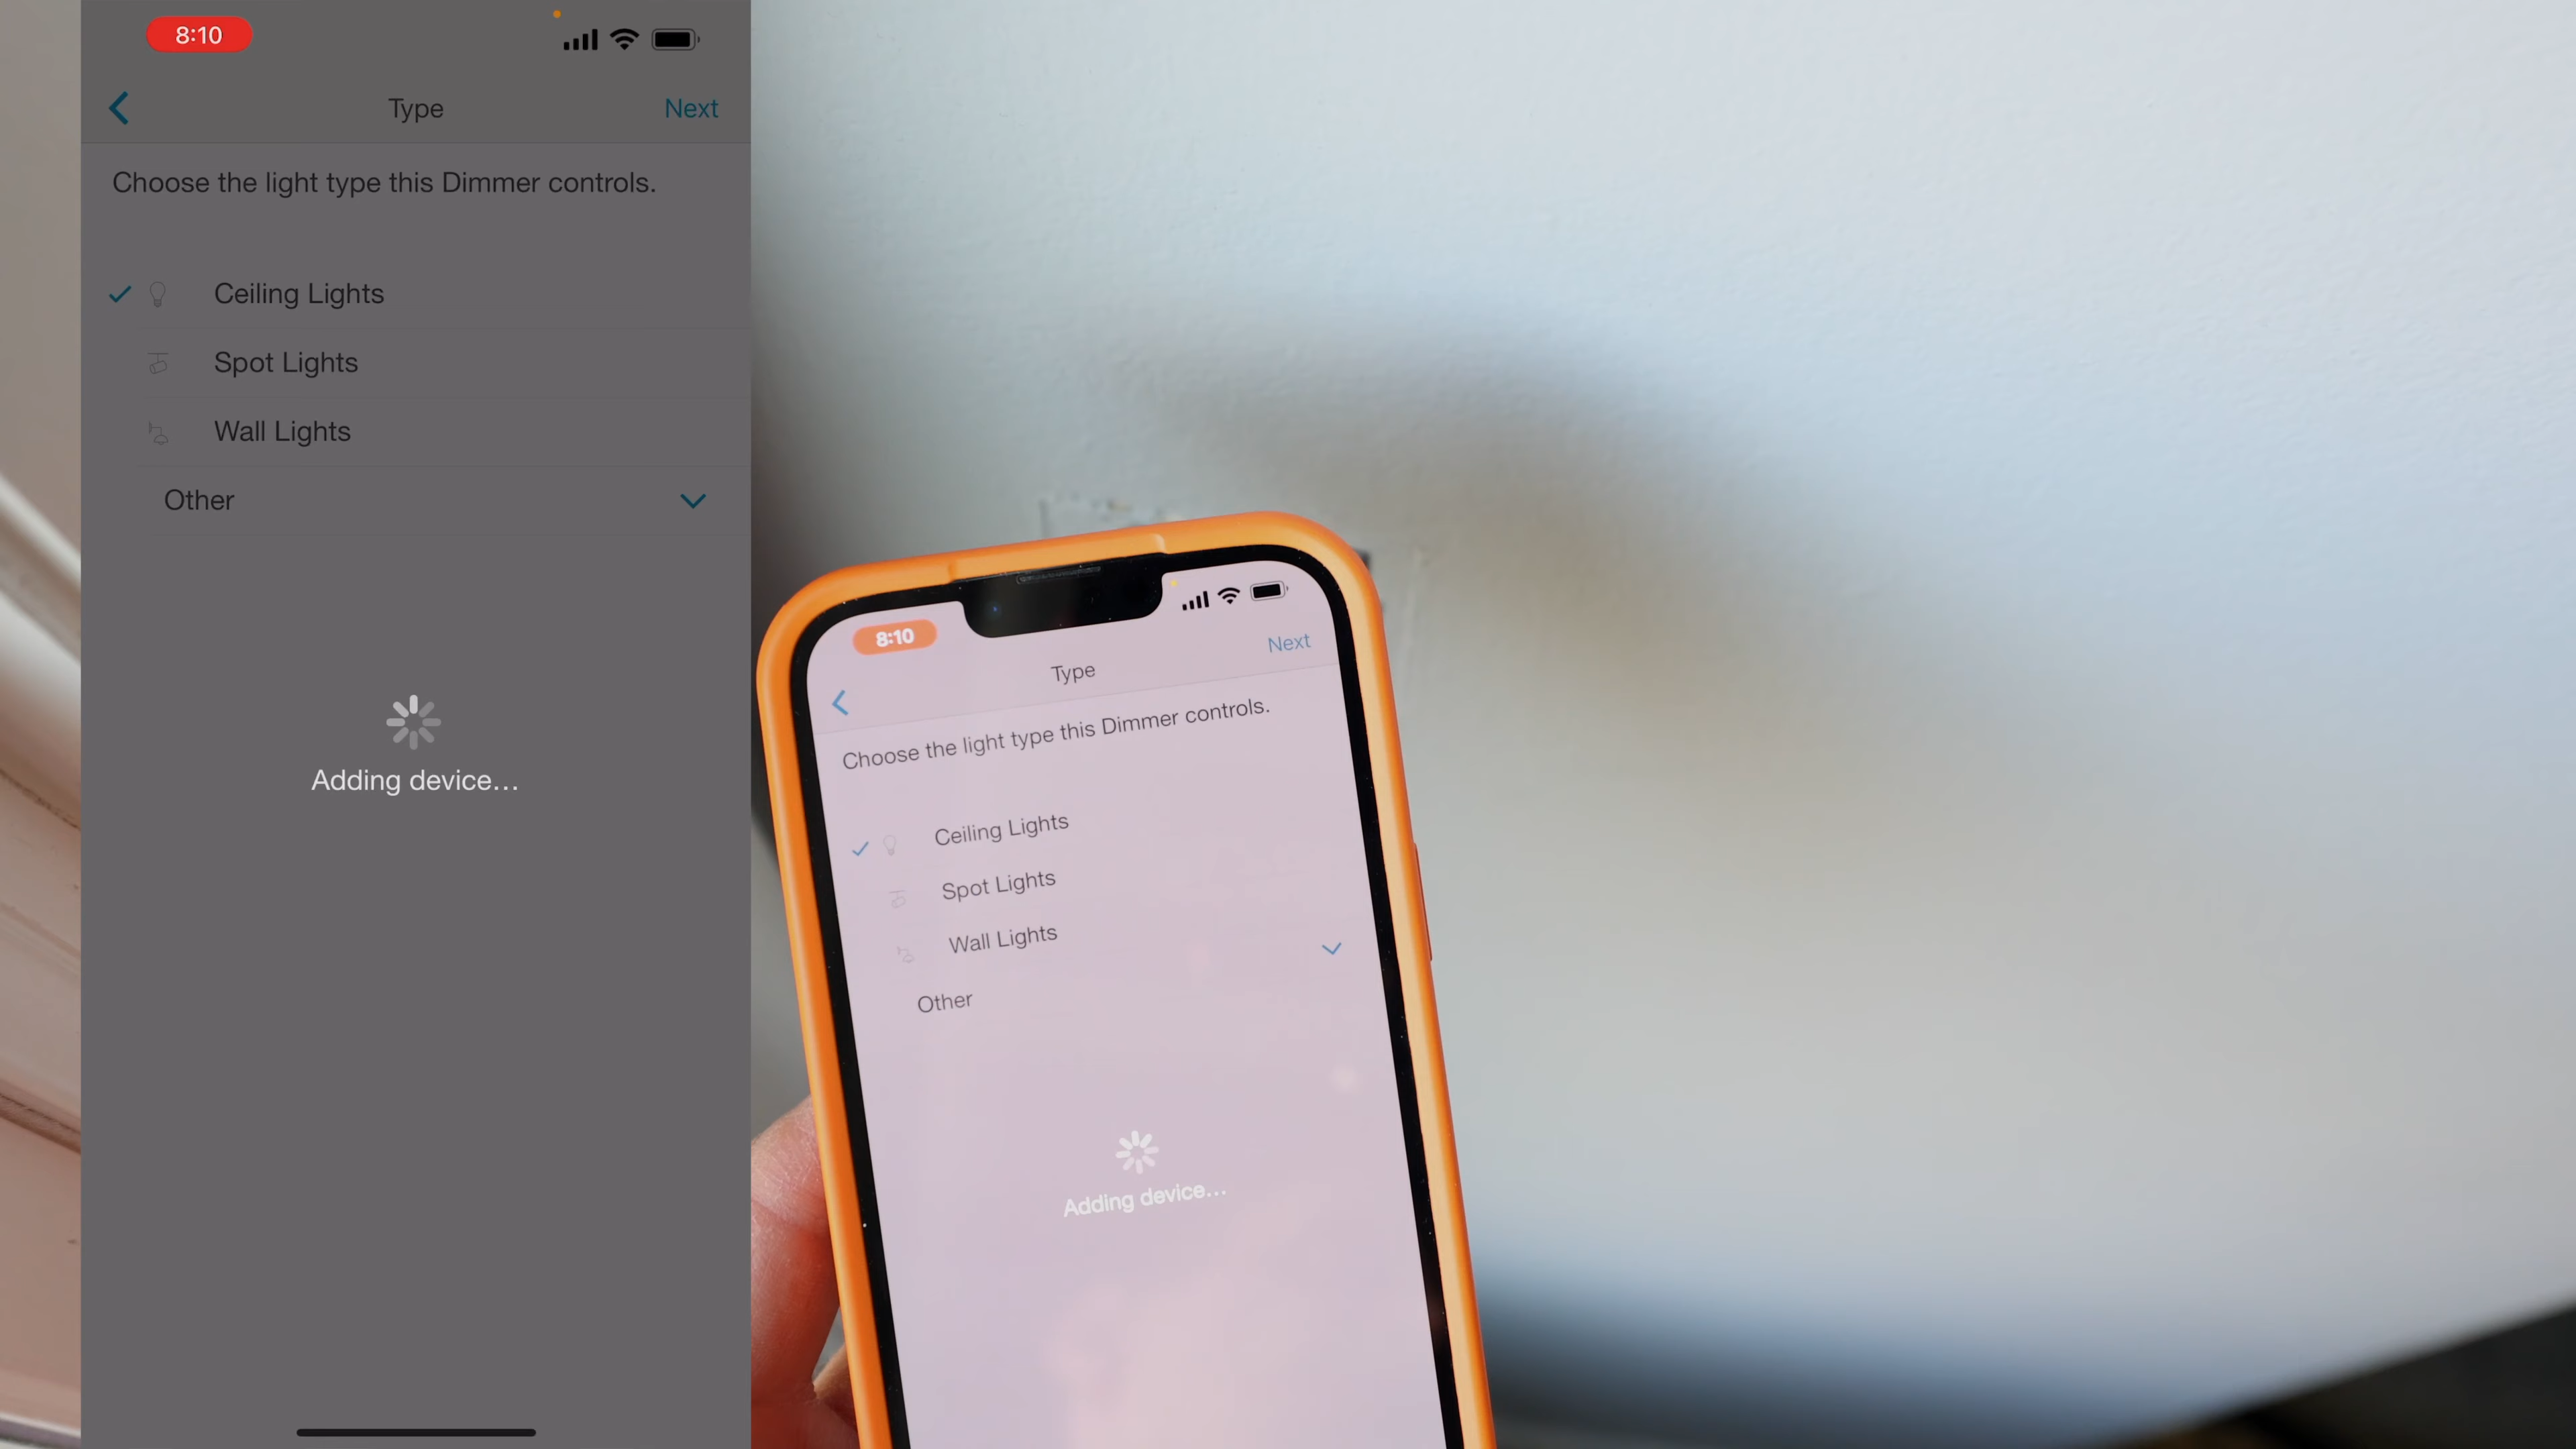 8:10
Type
Next
Choose the light type this Dimmer controls.
Ceiling Lights
Spot Lights
Wall Lights
Other
Adding device...
8:10
Type
Next
Choose the light type this Dimmer controls.
Ceiling Lights
Spot Lights
Wall Lights
Other
Adding device...